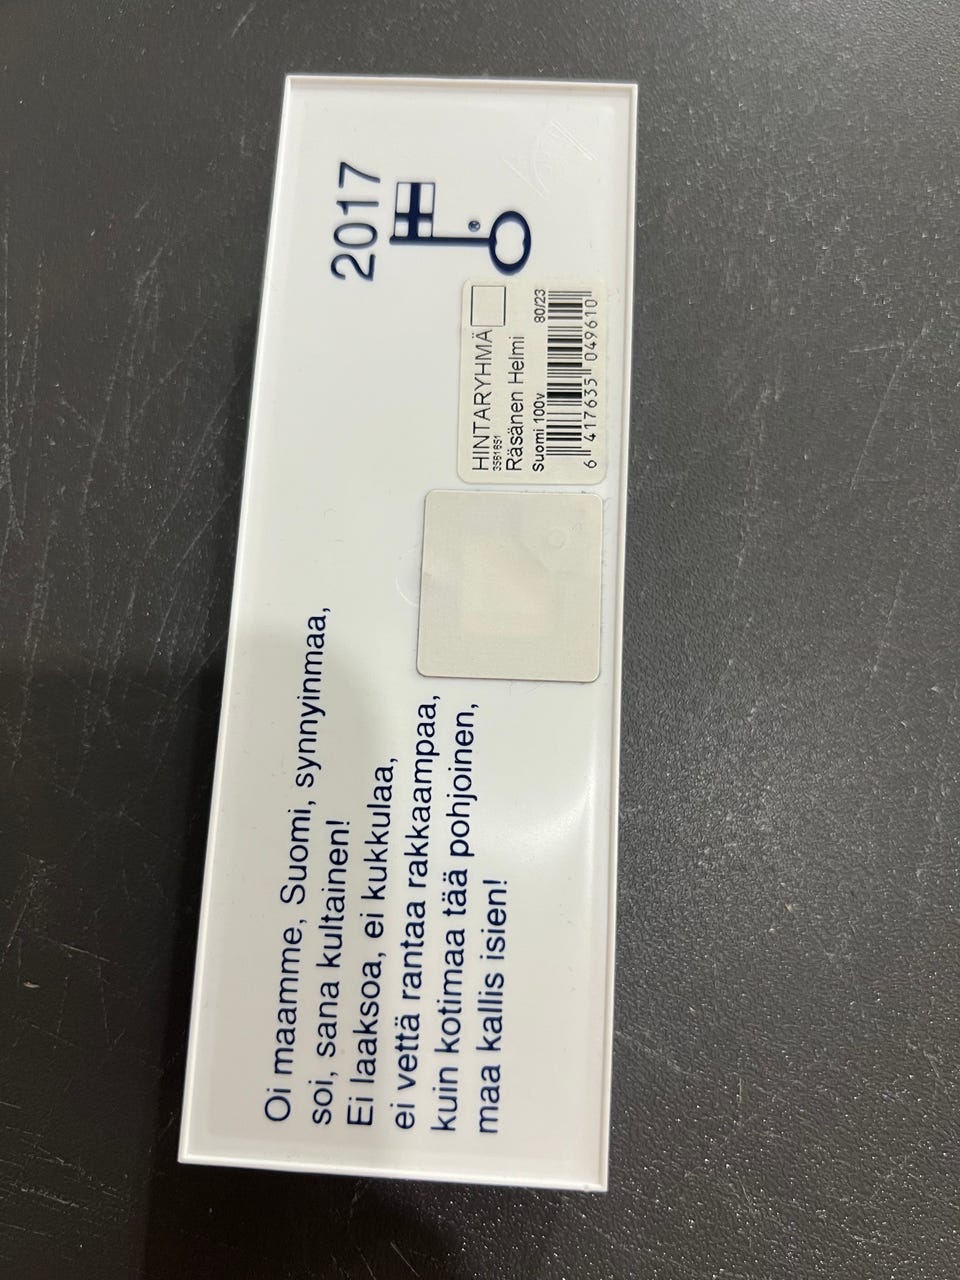 Oi maamme, Suomi, synnyinmaa,
soi, sana kultainen!
Ei laaksoa, ei kukkulaa,
ei vettä rantaa rakkaampaa,
kuin kotimaa tää pohjoinen,
maa kallis isien!
2017
®
HINTARYHMÄ
3561651
Räsänen Helmi
Suomi 100v 80/23
6 417635 049610